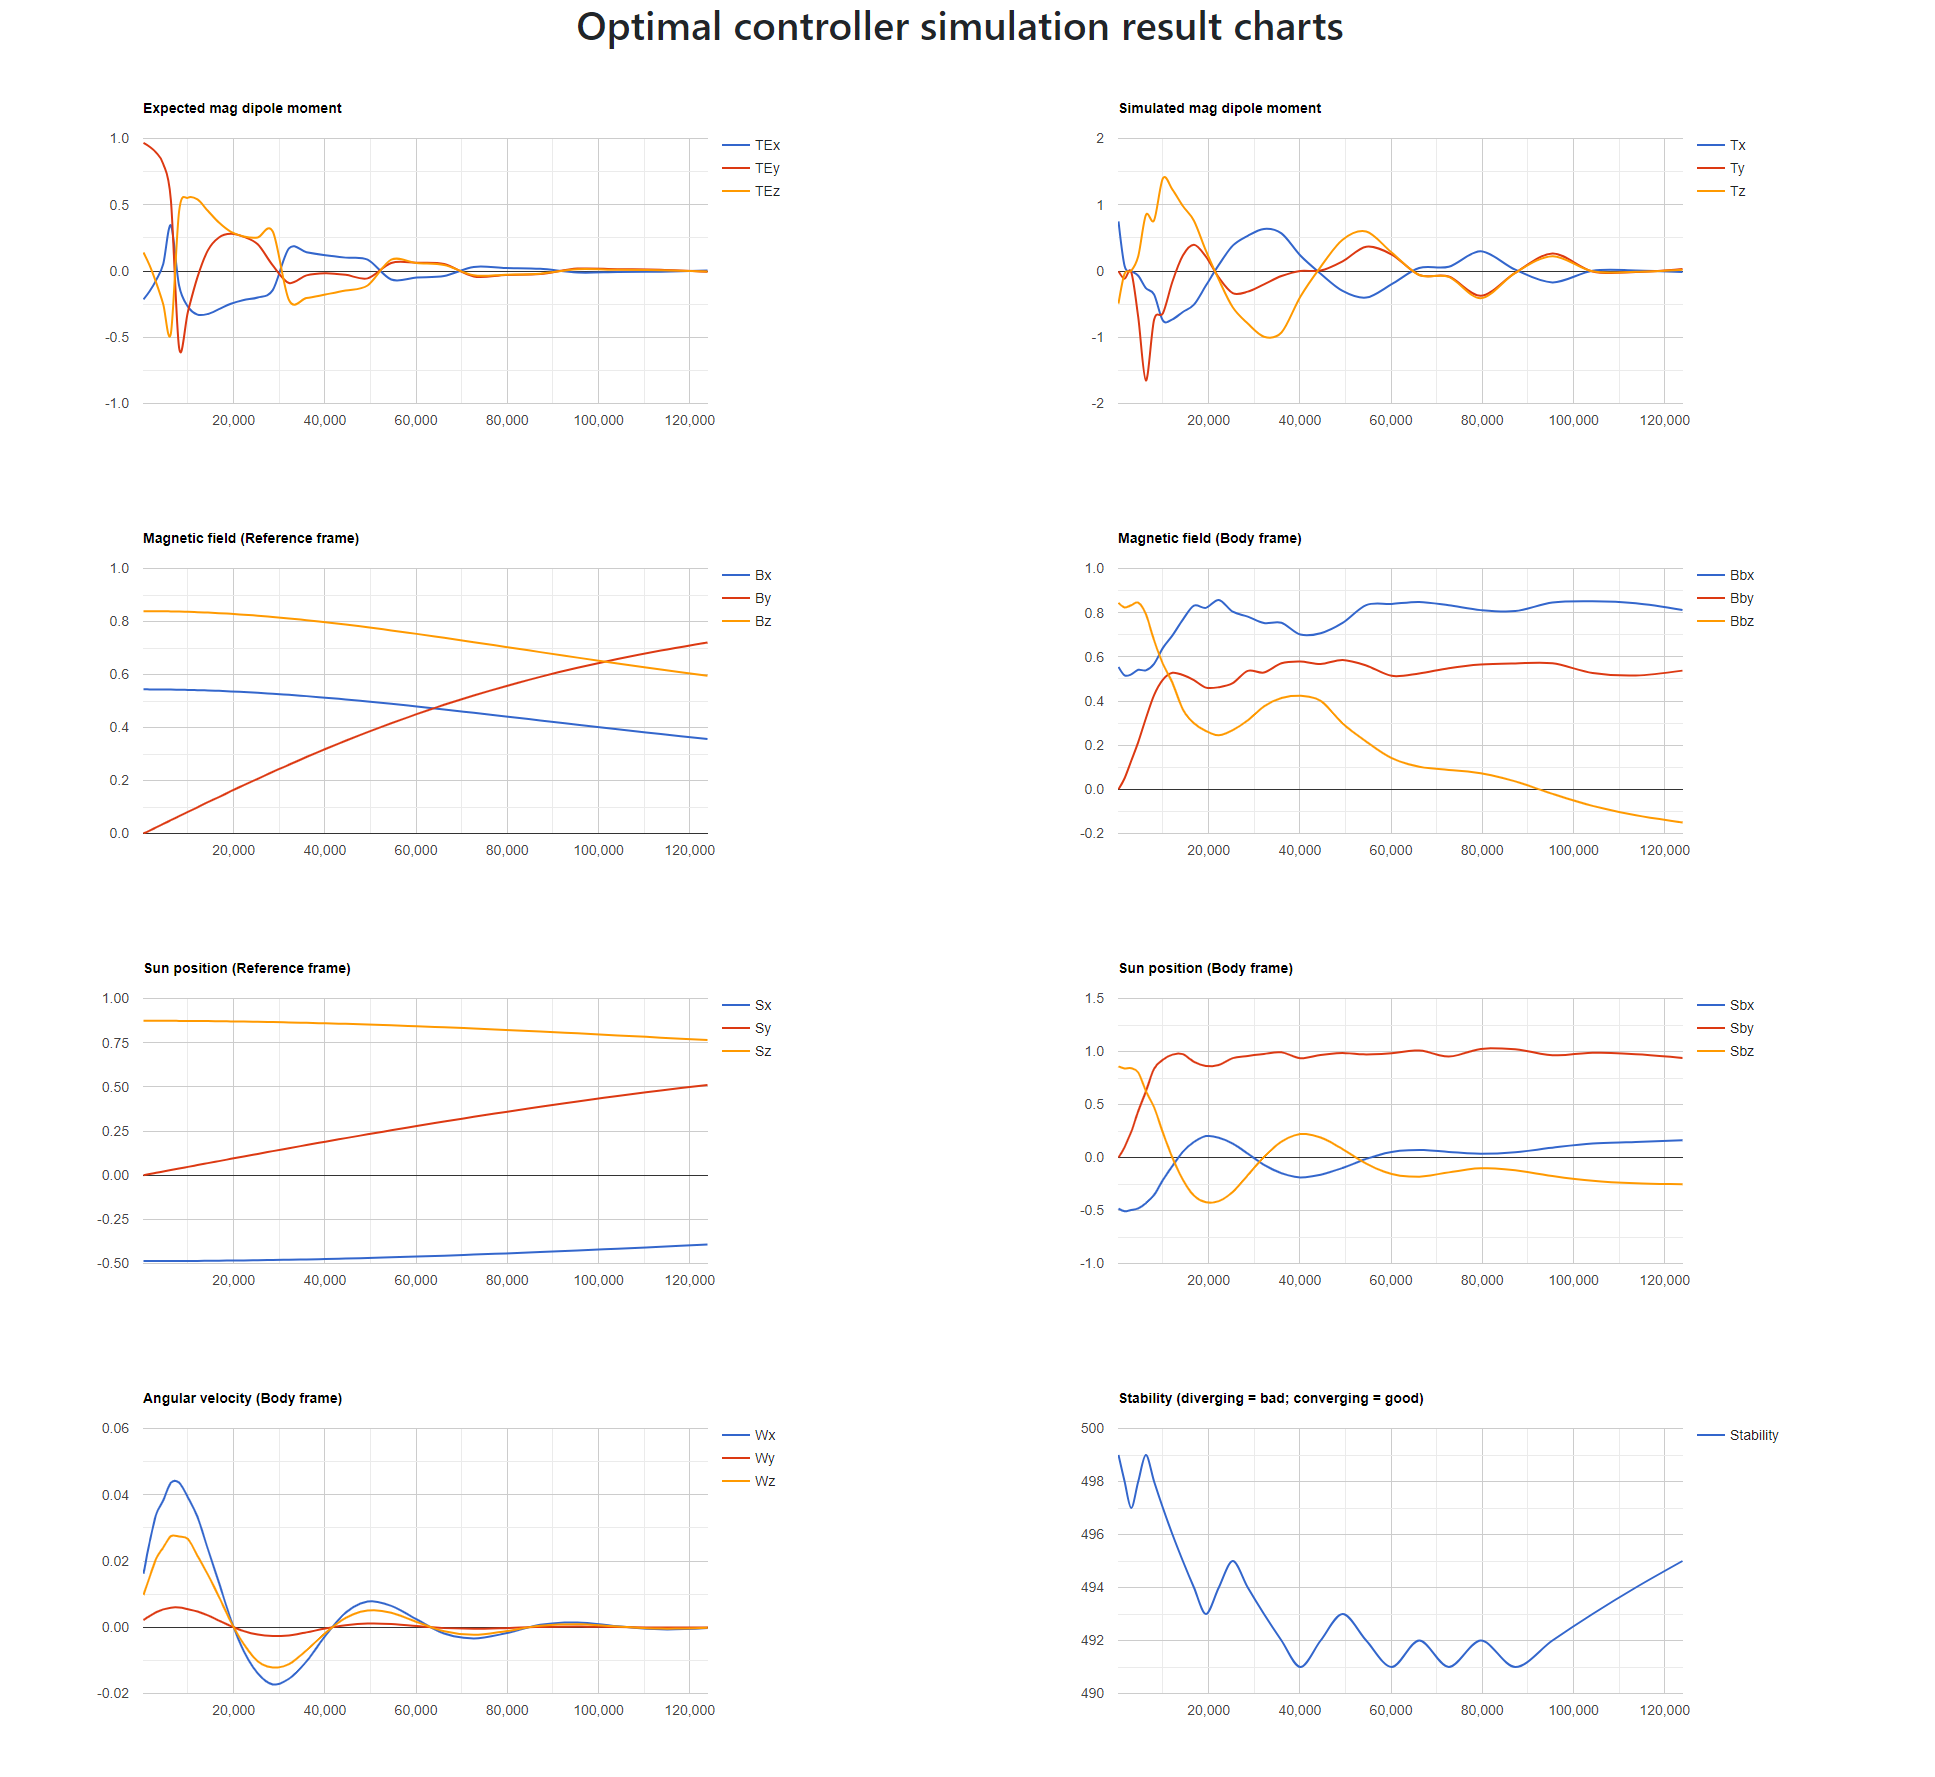 Optimal controller simulation result charts
Expected mag dipole moment
1.0
0.5
0.0
-0.5
-1.0
20,000 40,000 60,000 80,000 100,000 120,000
TEx
TEy
TEz
Simulated mag dipole moment
2
1
0
-1
-2
20,000 40,000 60,000 80,000 100,000 120,000
Tx
Ty
Tz
Magnetic field (Reference frame)
1.0
0.8
0.6
0.4
0.2
0.0
20,000 40,000 60,000 80,000 100,000 120,000
Bx
By
Bz
Magnetic field (Body frame)
1.0
0.8
0.6
0.4
0.2
0.0
-0.2
20,000 40,000 60,000 80,000 100,000 120,000
Bbx
Bby
Bbz
Sun position (Reference frame)
1.00
0.75
0.50
0.25
0.00
-0.25
-0.50
20,000 40,000 60,000 80,000 100,000 120,000
Sx
Sy
Sz
Sun position (Body frame)
1.5
1.0
0.5
0.0
-0.5
-1.0
20,000 40,000 60,000 80,000 100,000 120,000
Sbx
Sby
Sbz
Angular velocity (Body frame)
0.06
0.04
0.02
0.00
-0.02
20,000 40,000 60,000 80,000 100,000 120,000
Wx
Wy
Wz
Stability (diverging = bad; converging = good)
500
498
496
494
492
490
20,000 40,000 60,000 80,000 100,000 120,000
Stability